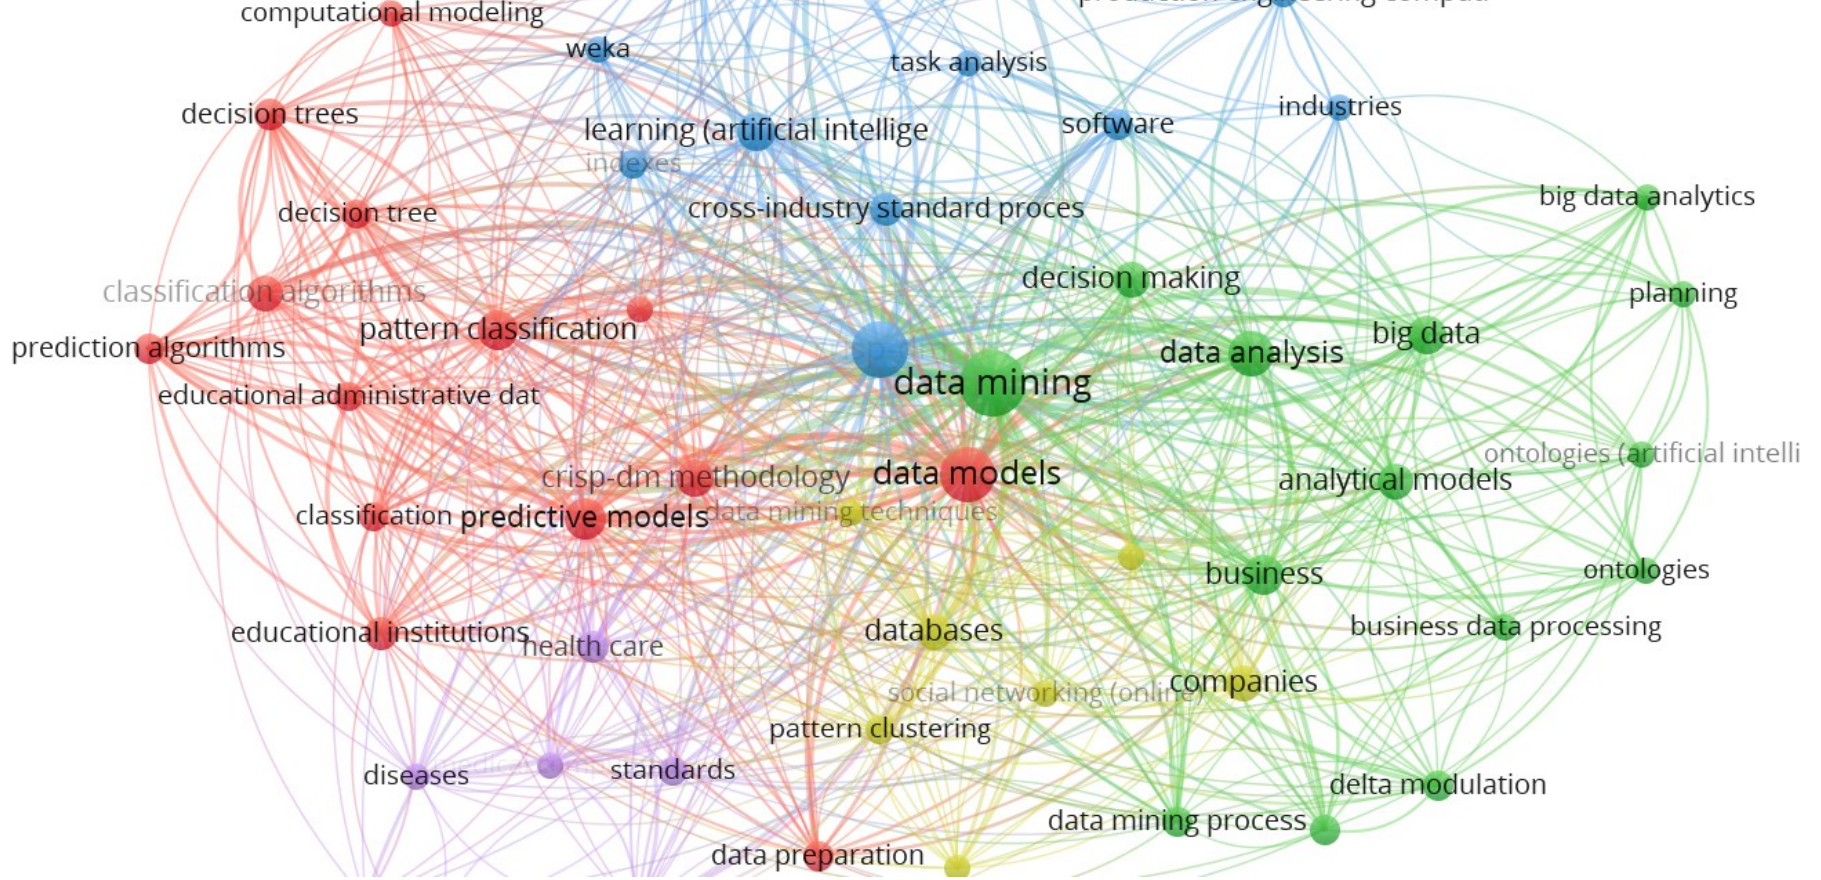 production engineering computi
computational modeling
weka
task analysis
decision trees
learning (artificial intellige
software
industries
indexes
big data analytics
decision tree
cross-industry standard proces
decision making
classification algorithms
planning
pattern classification
big data
prediction algorithms
data analysis
data mining
educational administrative dat
ontologies (artificial intelli
crisp-dm methodology
data models
analytical models
data mining techniques
classification
predictive models
business
ontologies
educational institutions
health care
databases
business data processing
social networking (online)
companies
pattern clustering
diseases
standards
delta modulation
data mining process
data preparation